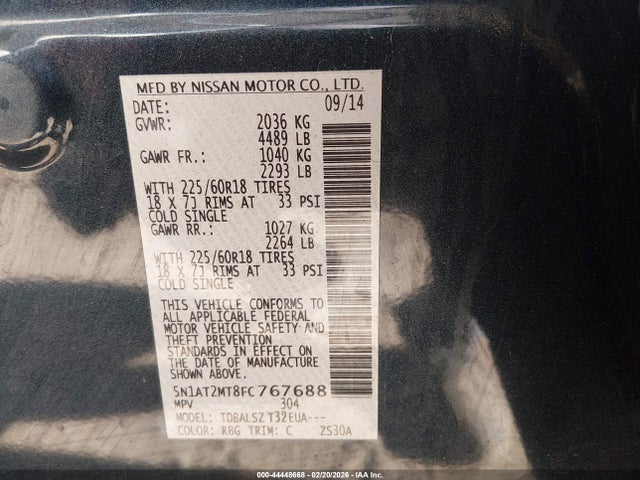 MFD BY NISSAN MOTOR CO., LTD.
DATE: 09/14
GVWR: 2036 KG
4489 LB
GAWR FR.: 1040 KG
2293 LB
WITH 225/60R18 TIRES
18 X 7J RIMS AT 33 PSI
COLD SINGLE
GAWR RR.: 1027 KG
2264 LB
WITH 225/60R18 TIRES
18 X 7J RIMS AT 33 PSI
COLD SINGLE
THIS VEHICLE CONFORMS TO
ALL APPLICABLE FEDERAL
MOTOR VEHICLE SAFETY AND
THEFT PREVENTION
STANDARDS IN EFFECT ON
THE DATE OF MANUFACTURE
SHOWN ABOVE.
5N1AT2MT8FC767688
MPV 304
MODEL: TDBALSZ T32EUA---
COLOR: RBG TRIM: C ZS30A
000-44448668 - 02/20/2026 - IAA Inc.